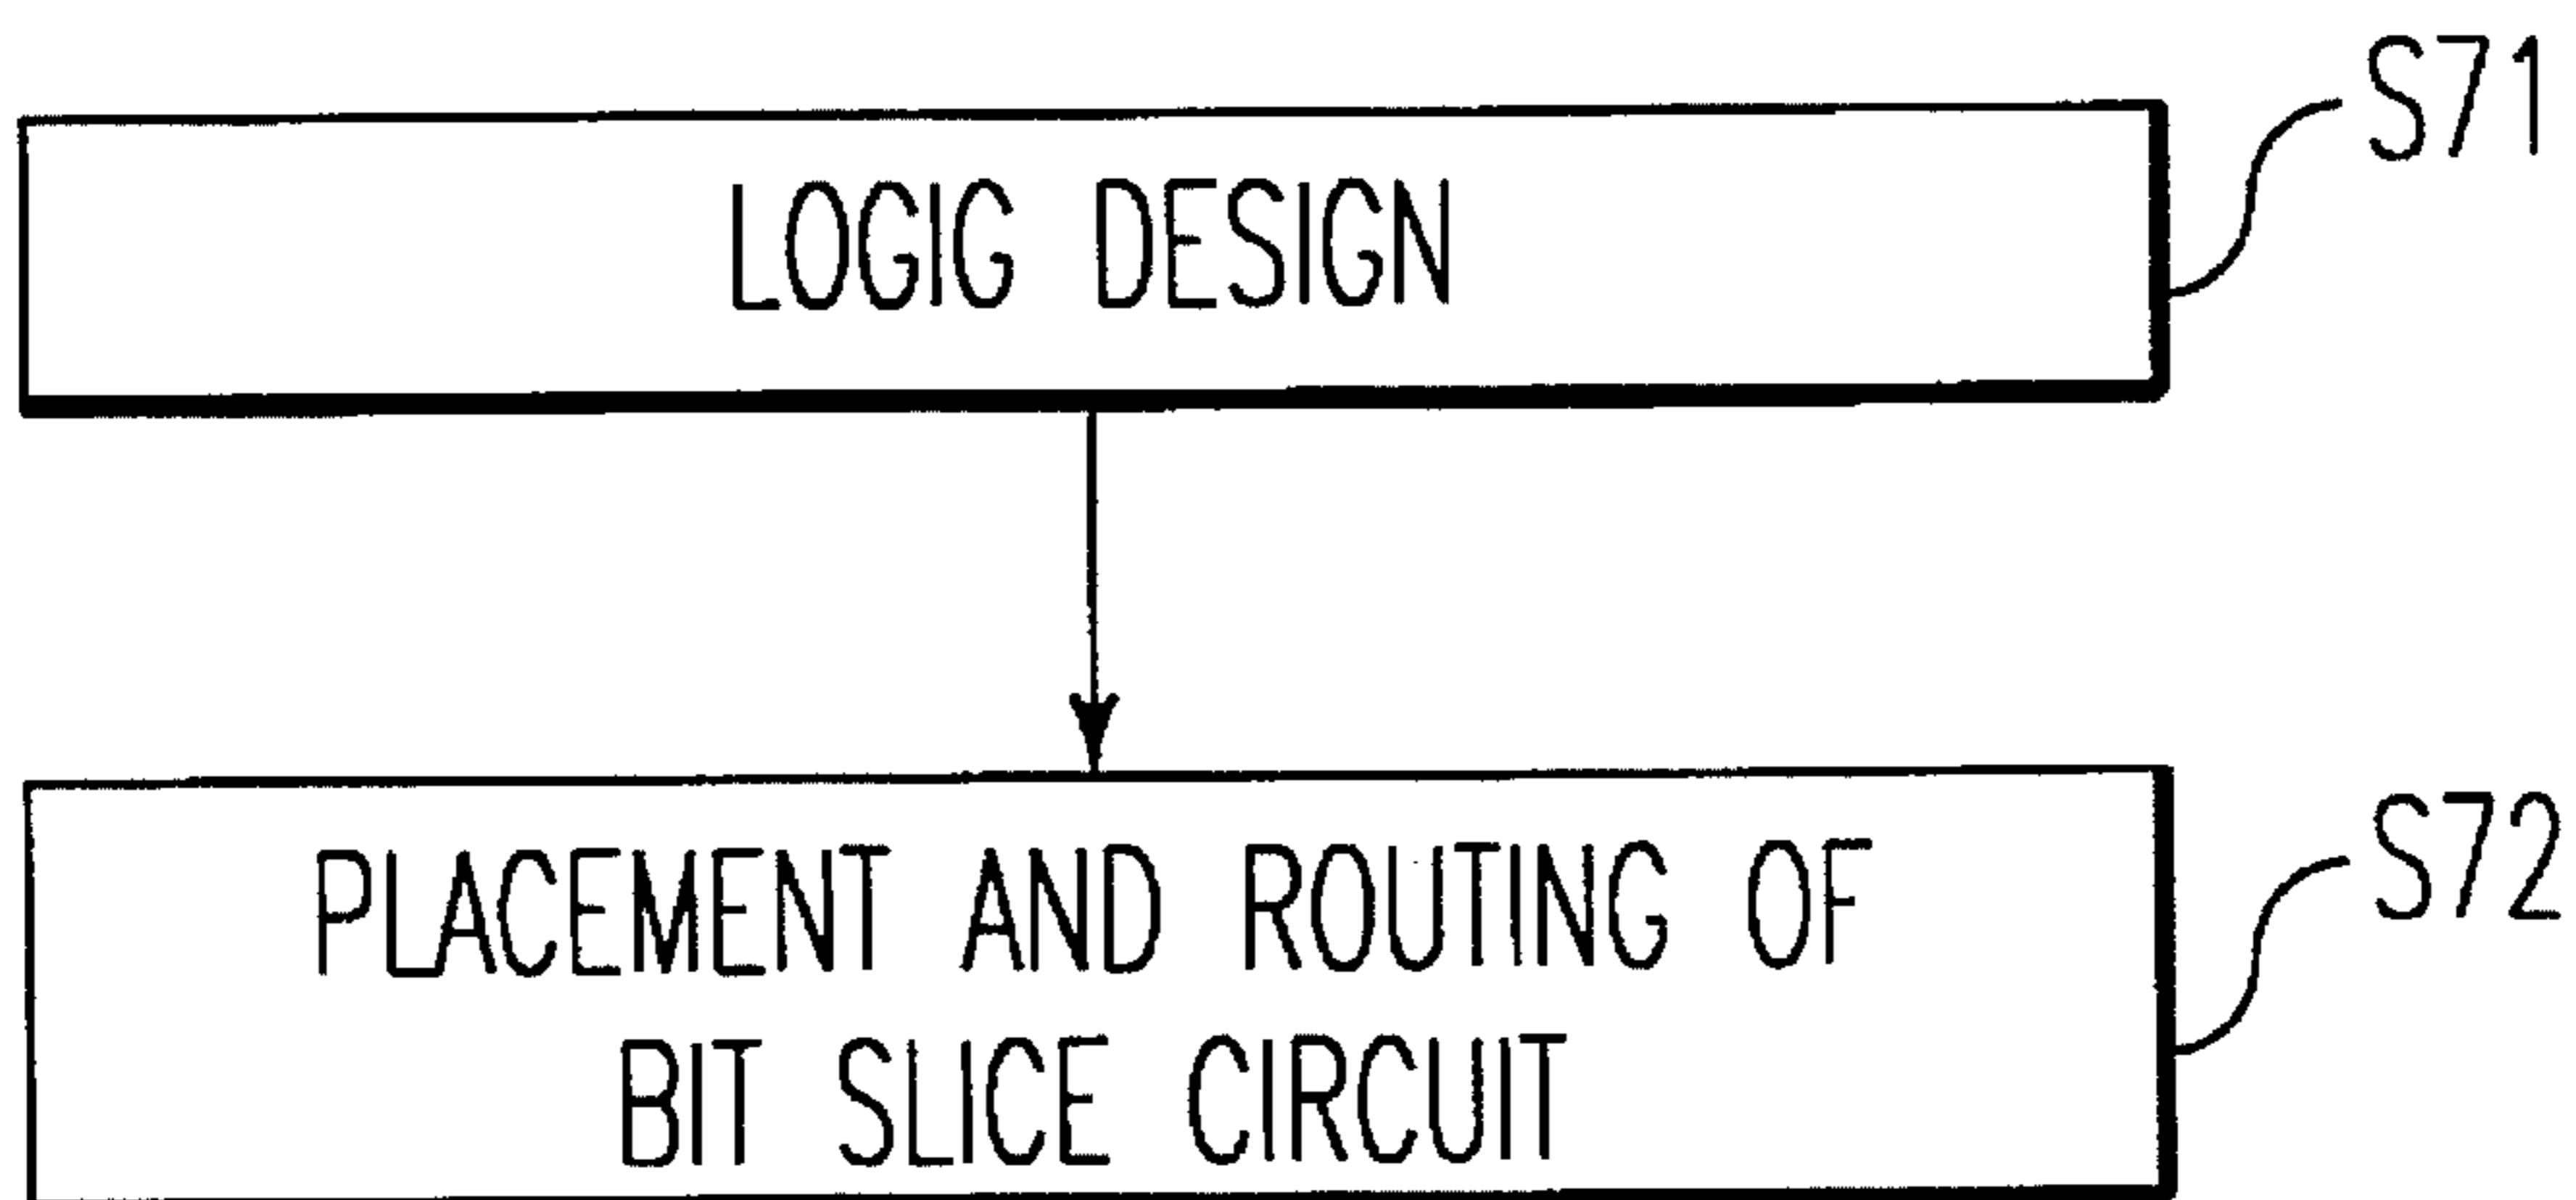 S71
LOGIG DESIGN
S72
PLACEMENT AND ROUTING OF
BIT SLICE CIRCUIT